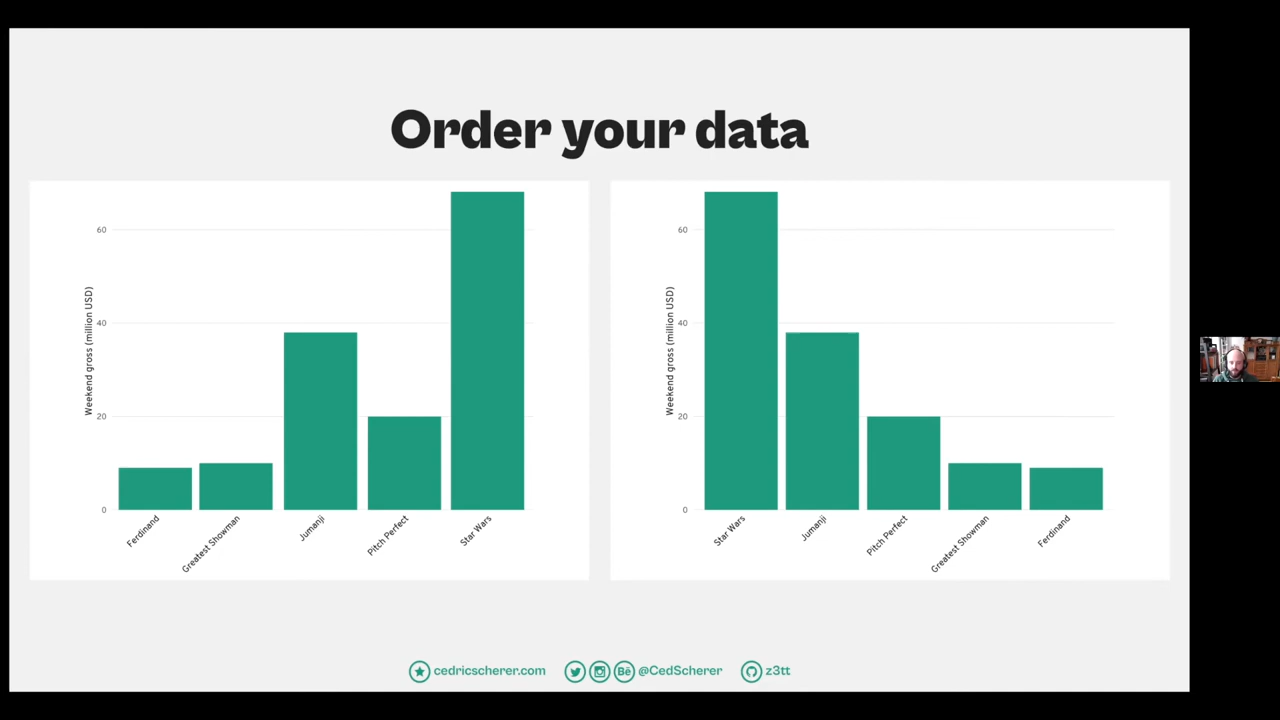 Order your data
Weekend gross (million USD)
60
40
20
0
Ferdinand
Greatest Showman
Jumanji
Pitch Perfect
Star Wars
Weekend gross (million USD)
60
40
20
0
Star Wars
Jumanji
Pitch Perfect
Greatest Showman
Ferdinand
cedricscherer.com Bē @CedScherer z3tt